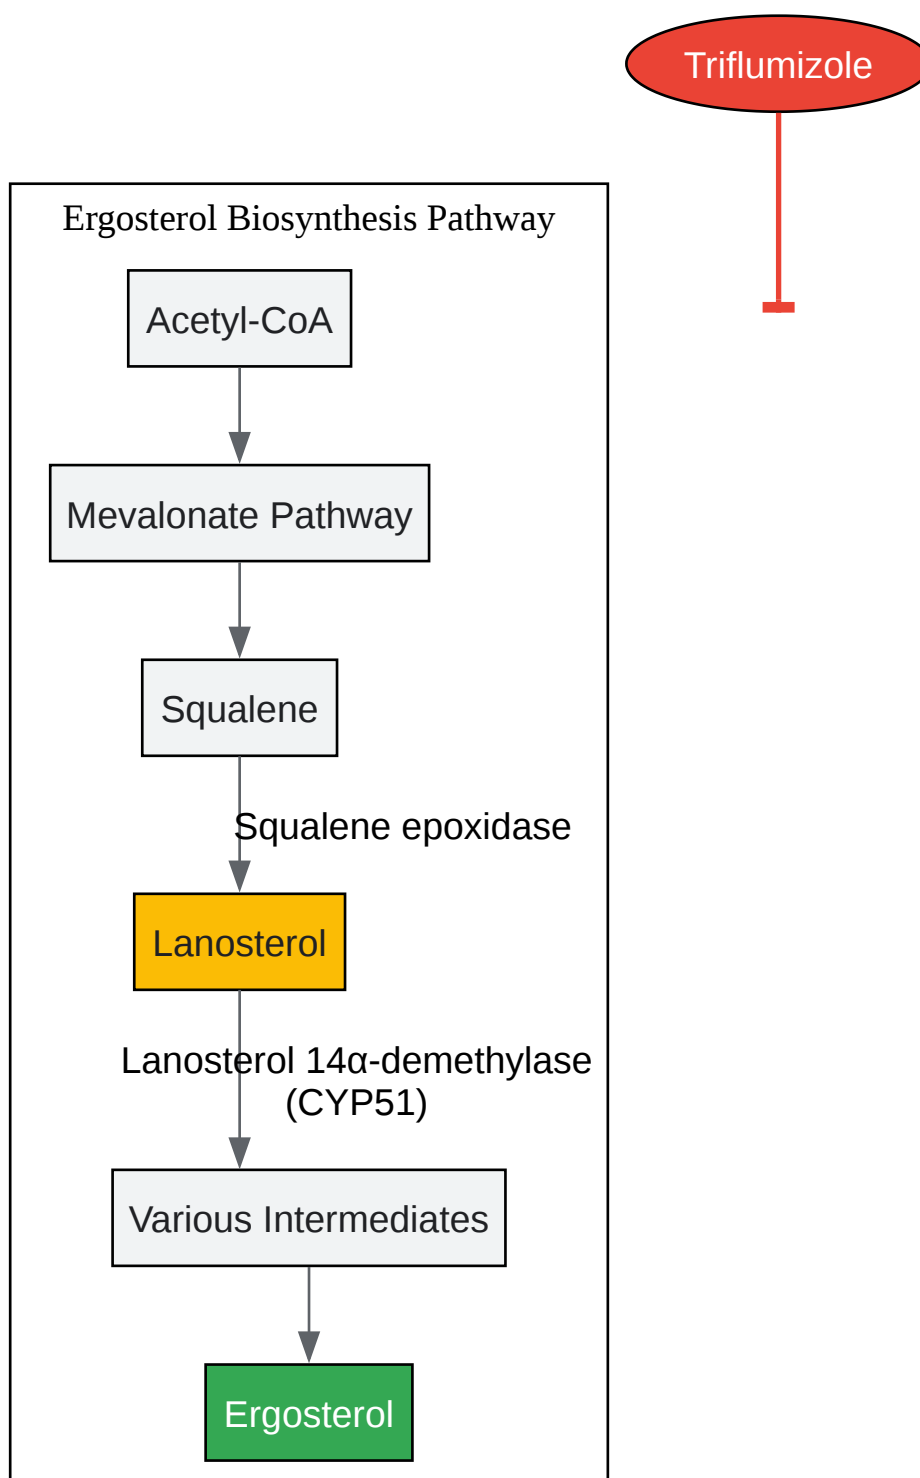 Triflumizole
Ergosterol Biosynthesis Pathway
Acetyl-CoA
Mevalonate Pathway
Squalene
Squalene epoxidase
Lanosterol
Lanosterol 14α-demethylase
(CYP51)
Various Intermediates
Ergosterol